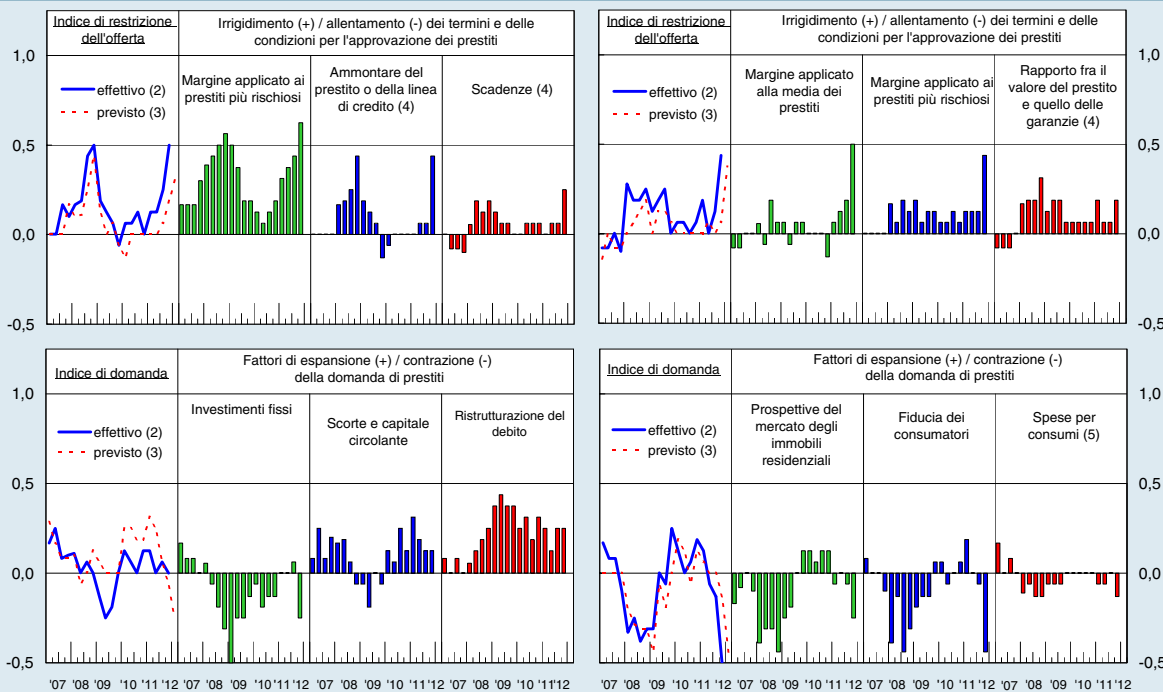 Indice di restrizione
dell'offerta
Irrigidimento (+) / allentamento (-) dei termini e delle
condizioni per l'approvazione dei prestiti
1,0
0,5
0,0
-0,5
effettivo (2)
previsto (3)
Margine applicato ai
prestiti più rischiosi
Ammontare del
prestito o della linea
di credito (4)
Scadenze (4)
Indice di restrizione
dell'offerta
Irrigidimento (+) / allentamento (-) dei termini e delle
condizioni per l'approvazione dei prestiti
effettivo (2)
previsto (3)
Margine applicato
alla media dei
prestiti
Margine applicato ai
prestiti più rischiosi
Rapporto fra il
valore del prestito
e quello delle
garanzie (4)
1,0
0,5
0,0
-0,5
Indice di domanda
Fattori di espansione (+) / contrazione (-)
della domanda di prestiti
1,0
0,5
0,0
-0,5
effettivo (2)
previsto (3)
Investimenti fissi
Scorte e capitale
circolante
Ristrutturazione del
debito
'07 '08 '09 '10 '11 '12 '07 '08 '09 '10 '11 '12 '07 '08 '09 '10 '11 '12 '07 '08 '09 '10 '11 '12
Indice di domanda
Fattori di espansione (+) / contrazione (-)
della domanda di prestiti
effettivo (2)
previsto (3)
Prospettive del
mercato degli
immobili
residenziali
Fiducia dei
consumatori
Spese per
consumi (5)
1,0
0,5
0,0
-0,5
'07 '08 '09 '10 '11 '12 '07 '08 '09 '10 '11 '12 '07 '08 '09 '10 '11 '12 '07 '08 '09 '10 '11 '12